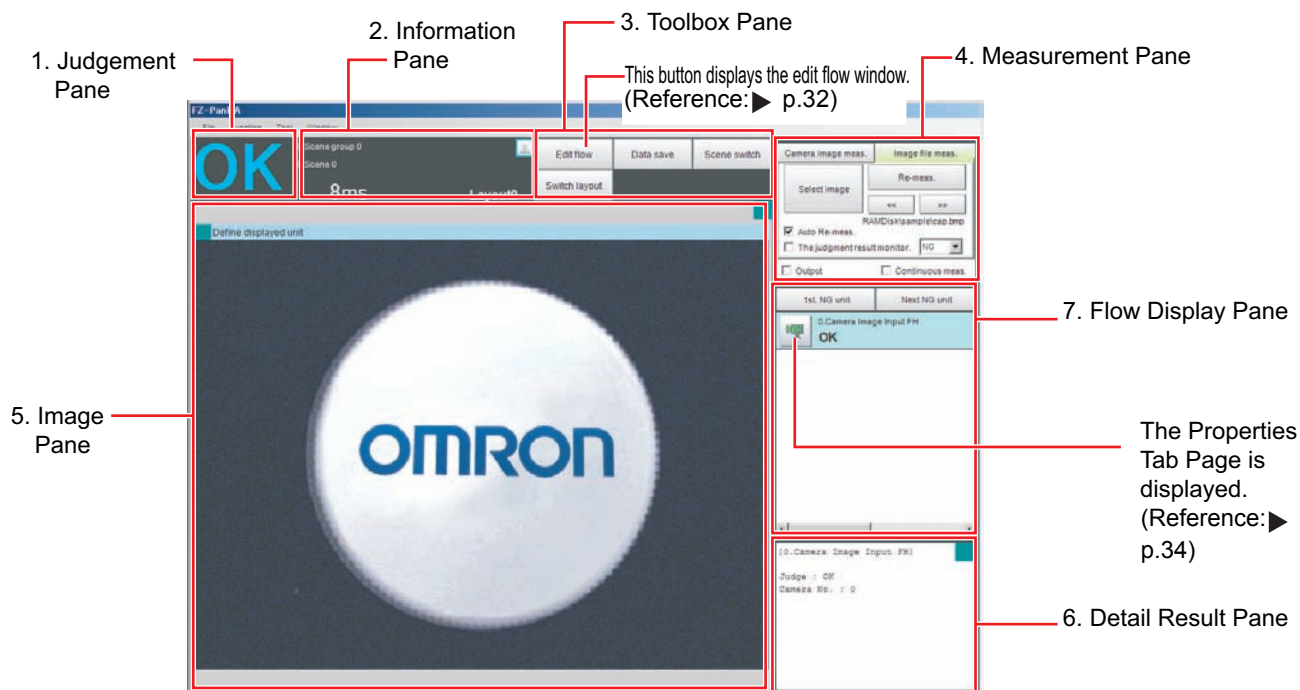 1. Judgement
Pane
2. Information
Pane
3. Toolbox Pane
This button displays the edit flow window.
(Reference:▶ p.32)
4. Measurement Pane
Window
OK
Scene group 0
Scene 0
8ms
Edit flow
Data save
Scene switch
Switch layout
Camera image meas.
Image file meas.
Select image
Re-meas.
<<
>>
RAMDisk\sample\cap.bmp
Auto Re-meas.
The judgment result monitor.
NG
Output
Continuous meas.
Define displayed unit
OMRON
1st. NG unit
Next NG unit
0.Camera Image Input FH
OK
7. Flow Display Pane
5. Image
Pane
The Properties
Tab Page is
displayed.
(Reference:▶
p.34)
(0.Camera Image Input FH)
Judge : OK
Camera No. : 0
6. Detail Result Pane